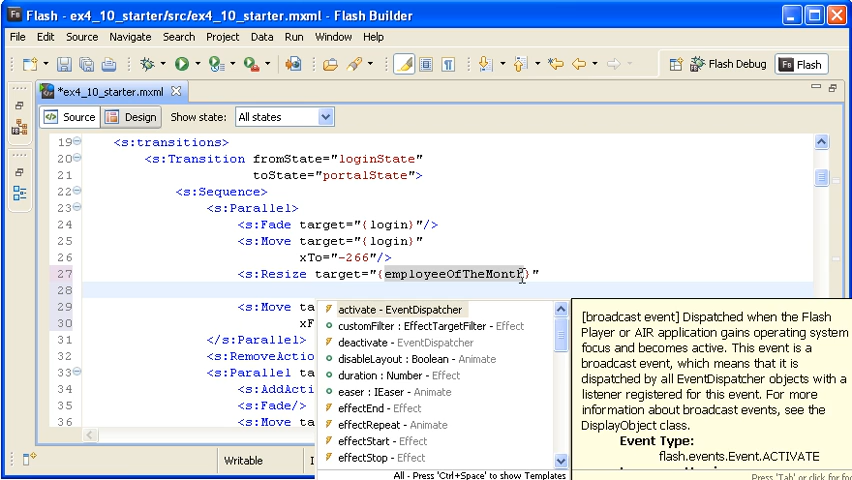 Flash - ex4_10_starter/src/ex4_10_starter.mxml - Flash Builder
File Edit Source Navigate Search Project Data Run Window Help
Flash Debug Flash
*ex4_10_starter.mxml
Source Design Show state: All states
19 <s:transitions>
20 <s:Transition fromState="loginState"
21 toState="portalState">
22 <s:Sequence>
23 <s:Parallel>
24 <s:Fade target="{login}"/>
25 <s:Move target="{login}"
26 xTo="-266"/>
27 <s:Resize target="{employeeOfTheMonth}"
28
29 <s:Move ta
30 xF
31 </s:Parallel>
32 <s:RemoveActio
33 <s:Parallel ta
34 <s:AddActi
35 <s:Fade/>
36 <s:Move ta
activate - EventDispatcher
customFilter : EffectTargetFilter - Effect
deactivate - EventDispatcher
disableLayout : Boolean - Animate
duration : Number - Effect
easer : IEaser - Animate
effectEnd - Effect
effectRepeat - Animate
effectStart - Effect
effectStop - Effect
All - Press 'Ctrl+Space' to show Templates
[broadcast event] Dispatched when the Flash
Player or AIR application gains operating system
focus and becomes active. This event is a
broadcast event, which means that it is
dispatched by all EventDispatcher objects with a
listener registered for this event. For more
information about broadcast events, see the
DisplayObject class.
Event Type:
flash.events.Event.ACTIVATE
Press 'Tab' or click for fo
Writable I